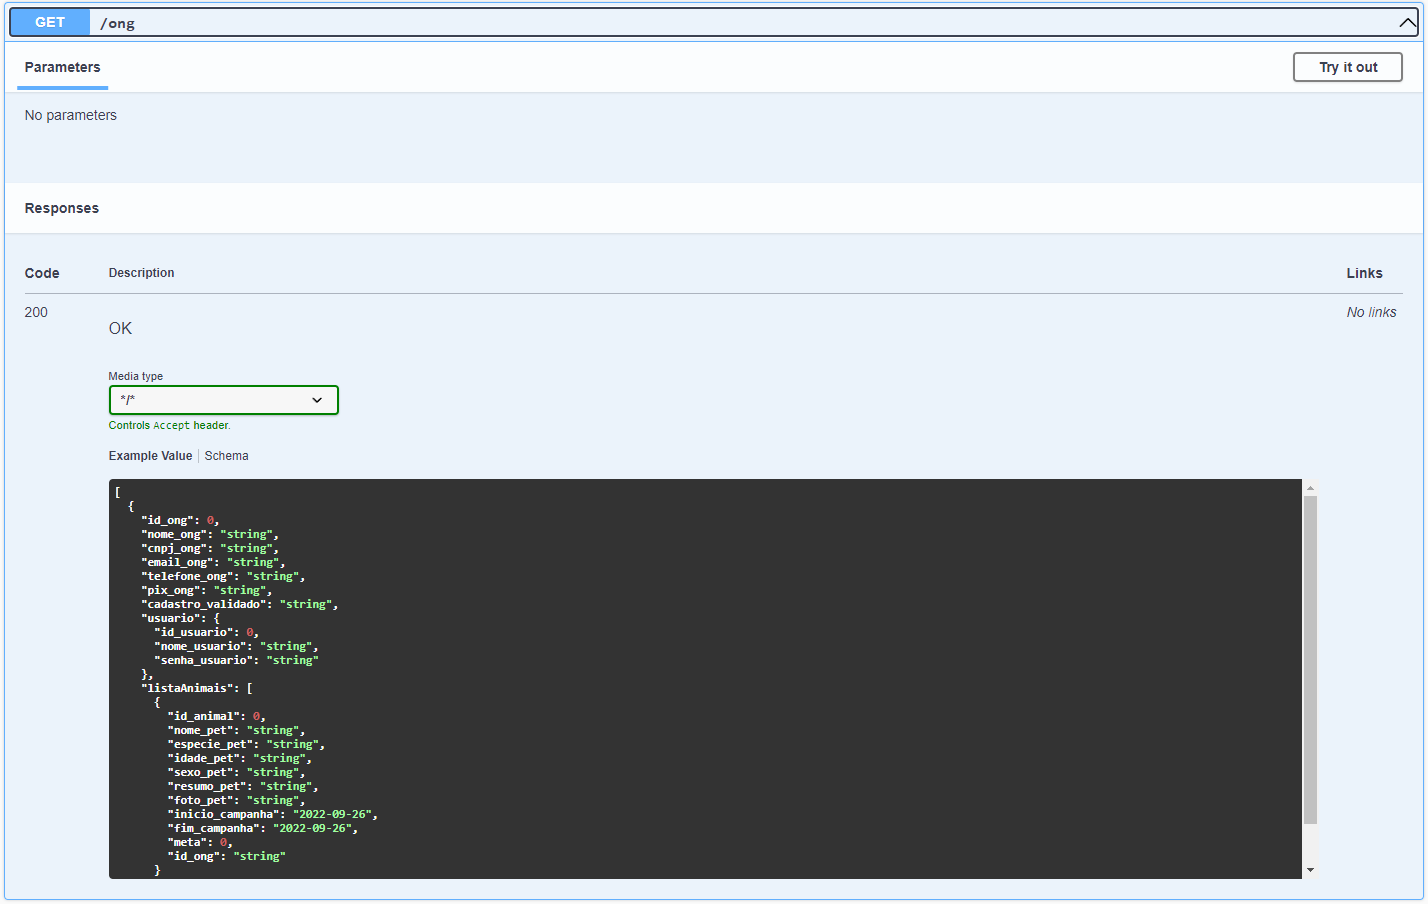 GET /ong
Parameters
Try it out
No parameters
Responses
Code Description Links
200 OK No links
Media type
*/*
Controls Accept header.
Example Value | Schema
[
  {
    "id_ong": 0,
    "nome_ong": "string",
    "cnpj_ong": "string",
    "email_ong": "string",
    "telefone_ong": "string",
    "pix_ong": "string",
    "cadastro_validado": "string",
    "usuario": {
      "id_usuario": 0,
      "nome_usuario": "string",
      "senha_usuario": "string"
    },
    "listaAnimais": [
      {
        "id_animal": 0,
        "nome_pet": "string",
        "especie_pet": "string",
        "idade_pet": "string",
        "sexo_pet": "string",
        "resumo_pet": "string",
        "foto_pet": "string",
        "inicio_campanha": "2022-09-26",
        "fim_campanha": "2022-09-26",
        "meta": 0,
        "id_ong": "string"
      }